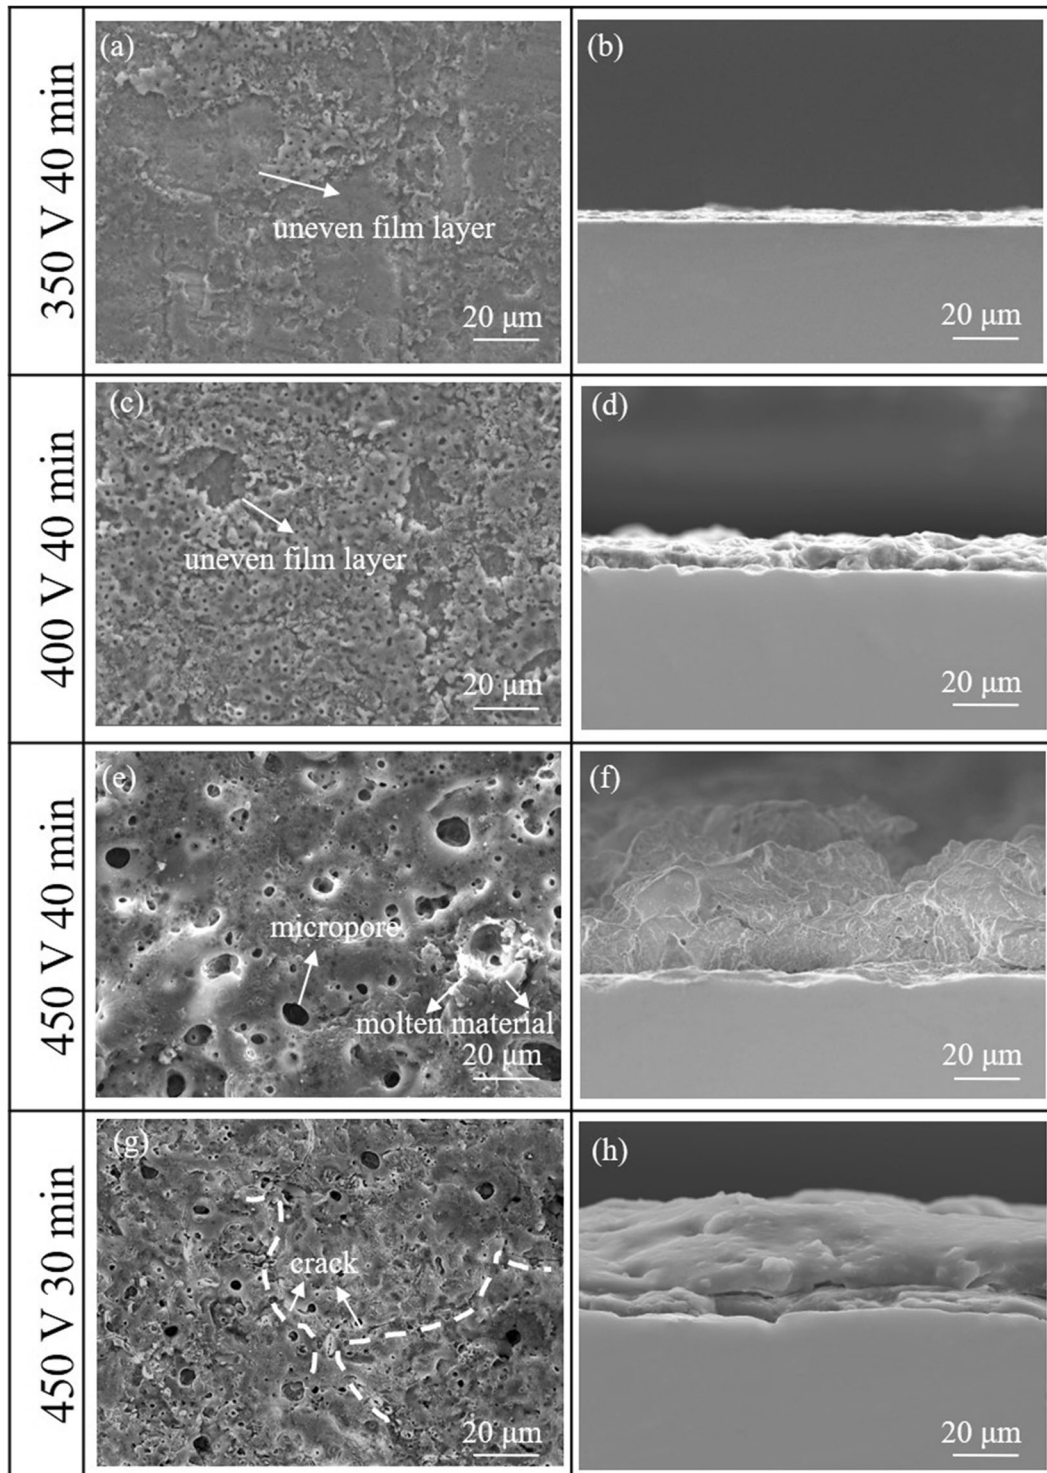 350 V 40 min
(a)
uneven film layer
20 μm
(b)
20 μm
400 V 40 min
(c)
uneven film layer
20 μm
(d)
20 μm
450 V 40 min
(e)
micropore
molten material
20 μm
(f)
20 μm
450 V 30 min
(g)
crack
20 μm
(h)
20 μm